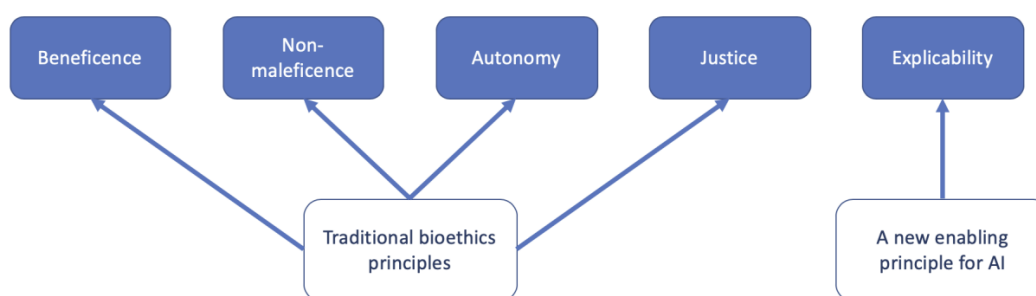 Beneficence
Non-
maleficence
Autonomy
Justice
Explicability
Traditional bioethics
principles
A new enabling
principle for AI